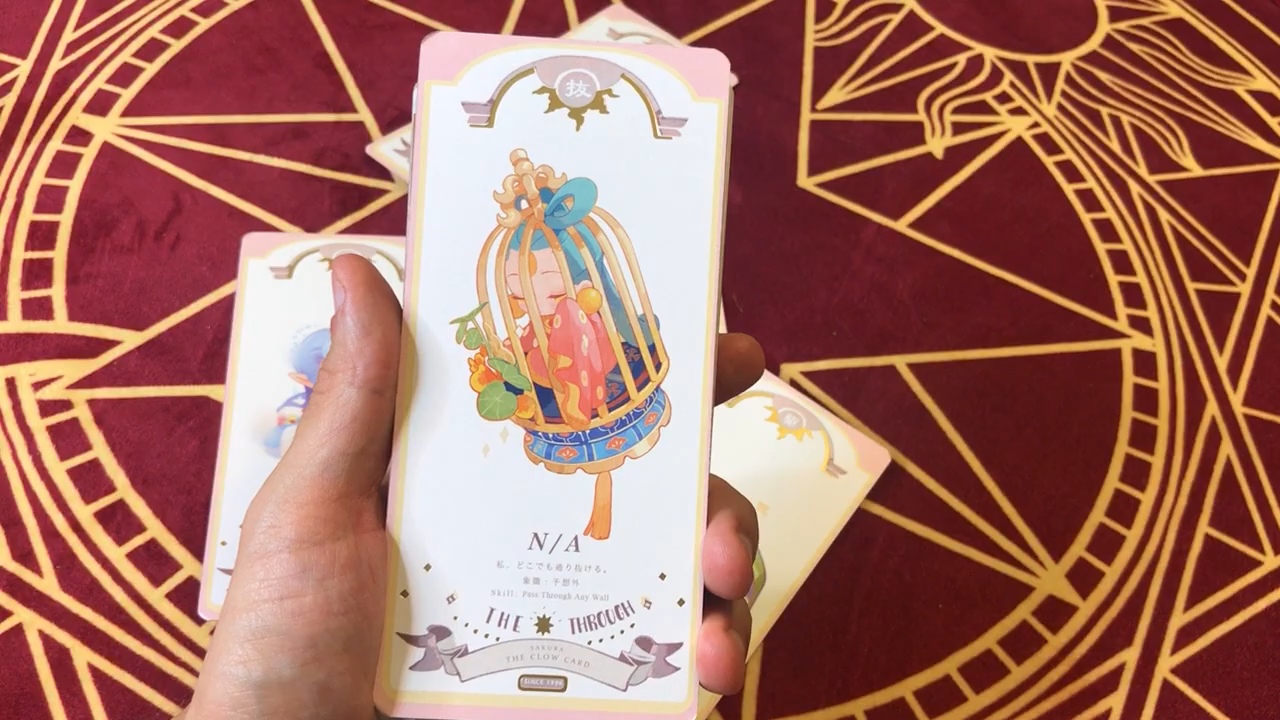 抜
N/A
私、どこでも通り抜ける。
象徴：予想外
Skill: Pass Through Any Wall
THE THROUGH
SAKURA
THE CLOW CARD
SINCE 1996